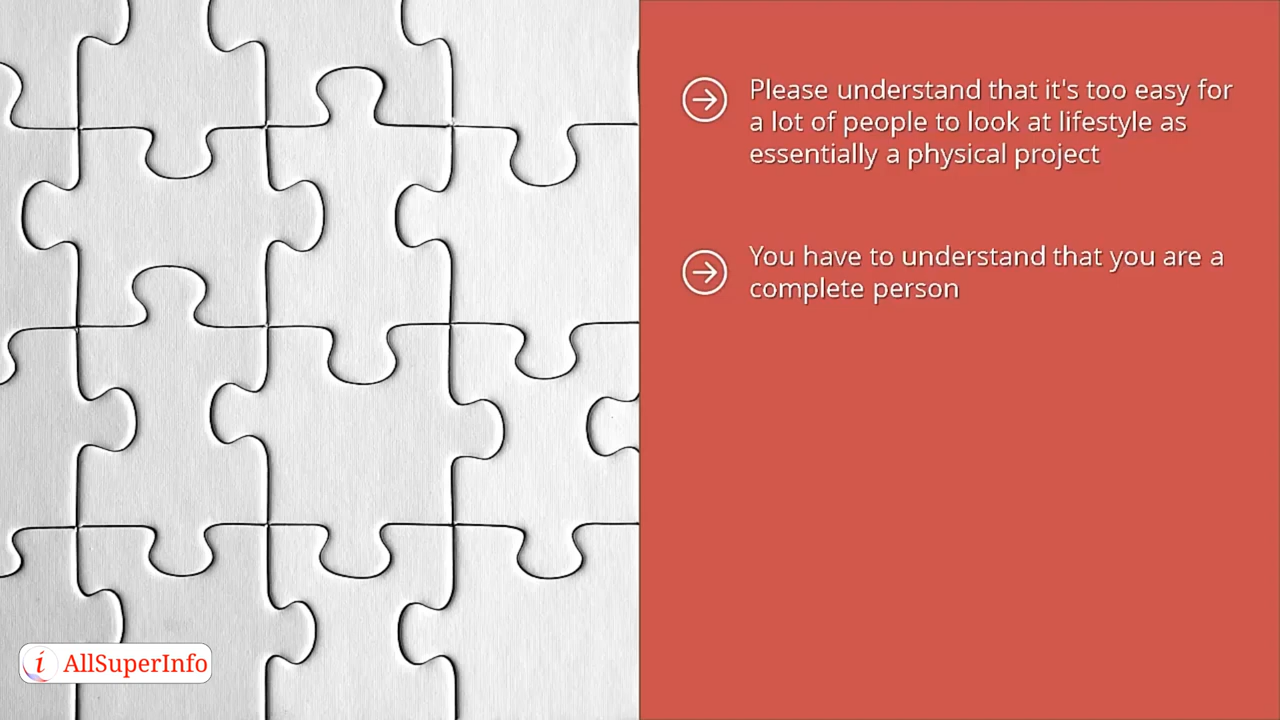 Please understand that it's too easy for
a lot of people to look at lifestyle as
essentially a physical project
You have to understand that you are a
complete person
i AllSuperInfo